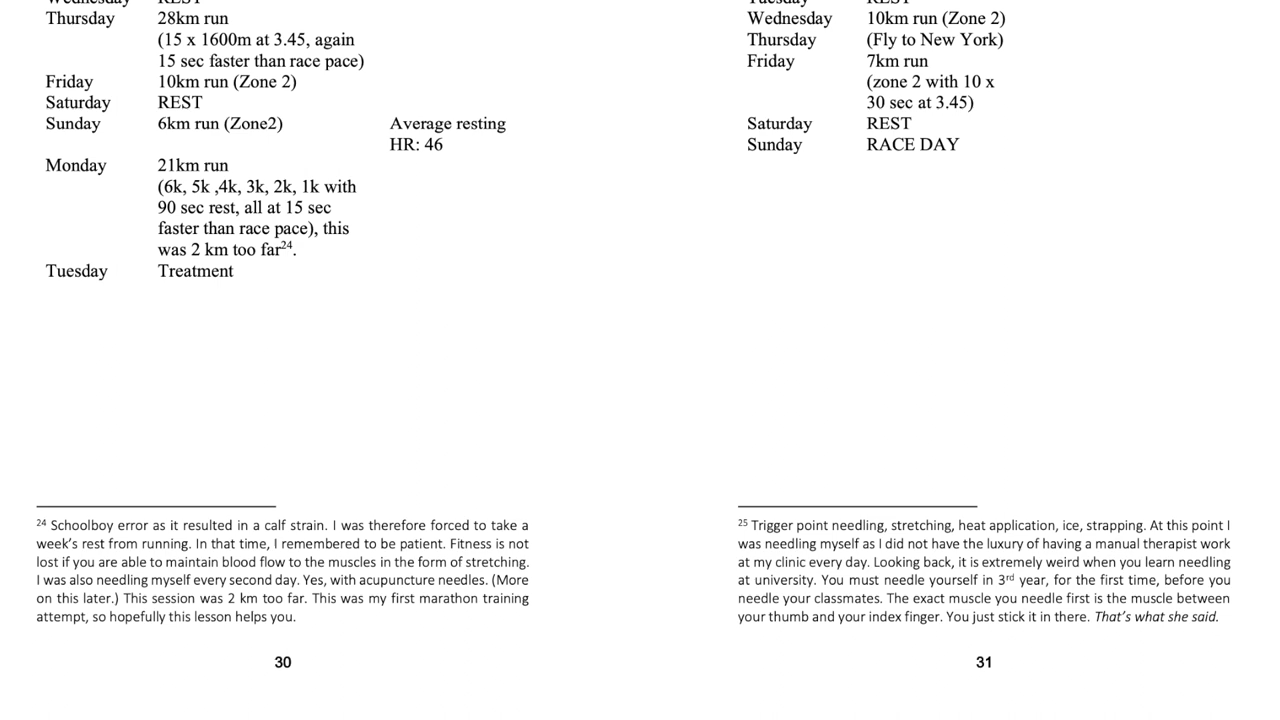 Wednesday REST
Thursday 28km run
(15 x 1600m at 3.45, again
15 sec faster than race pace)
Friday 10km run (Zone 2)
Saturday REST
Sunday 6km run (Zone2) Average resting
HR: 46
Monday 21km run
(6k, 5k ,4k, 3k, 2k, 1k with
90 sec rest, all at 15 sec
faster than race pace), this
was 2 km too far24.
Tuesday Treatment
24 Schoolboy error as it resulted in a calf strain. I was therefore forced to take a
week's rest from running. In that time, I remembered to be patient. Fitness is not
lost if you are able to maintain blood flow to the muscles in the form of stretching.
I was also needling myself every second day. Yes, with acupuncture needles. (More
on this later.) This session was 2 km too far. This was my first marathon training
attempt, so hopefully this lesson helps you.
30
Tuesday REST
Wednesday 10km run (Zone 2)
Thursday (Fly to New York)
Friday 7km run
(zone 2 with 10 x
30 sec at 3.45)
Saturday REST
Sunday RACE DAY
25 Trigger point needling, stretching, heat application, ice, strapping. At this point I
was needling myself as I did not have the luxury of having a manual therapist work
at my clinic every day. Looking back, it is extremely weird when you learn needling
at university. You must needle yourself in 3rd year, for the first time, before you
needle your classmates. The exact muscle you needle first is the muscle between
your thumb and your index finger. You just stick it in there. That's what she said.
31